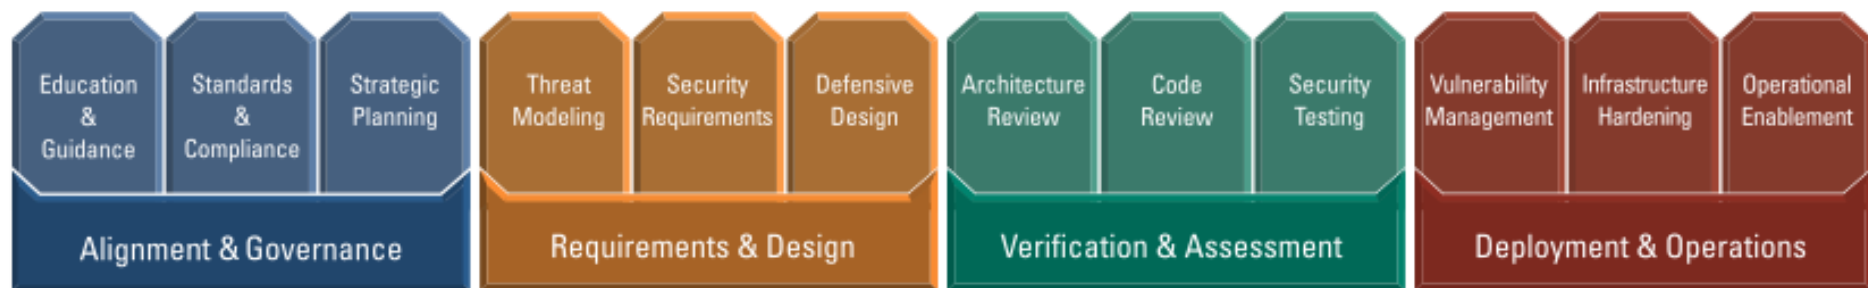 Education
&
Guidance
Standards
&
Compliance
Strategic
Planning
Alignment & Governance
Threat
Modeling
Security
Requirements
Defensive
Design
Requirements & Design
Architecture
Review
Code
Review
Security
Testing
Verification & Assessment
Vulnerability
Management
Infrastructure
Hardening
Operational
Enablement
Deployment & Operations